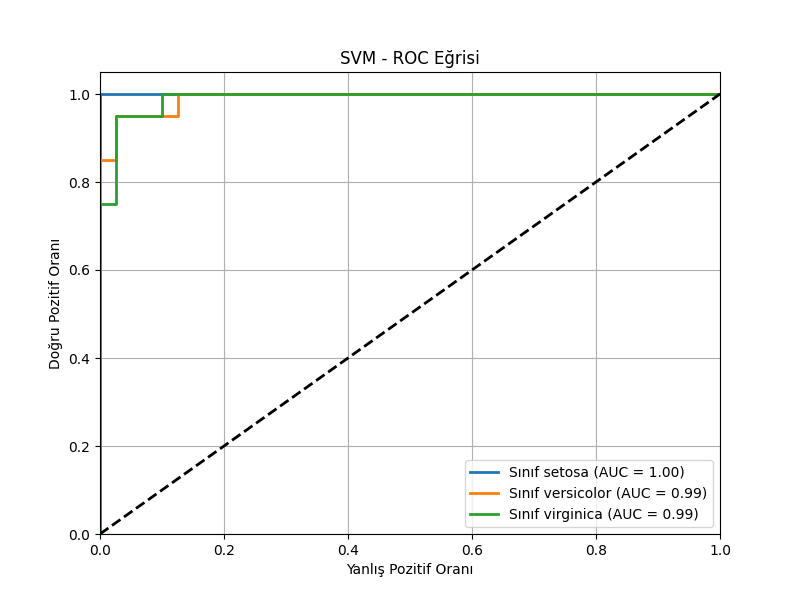 SVM - ROC Eğrisi
1.0
0.8
0.6
0.4
0.2
0.0
Doğru Pozitif Oranı
0.0 0.2 0.4 0.6 0.8 1.0
Yanlış Pozitif Oranı
Sınıf setosa (AUC = 1.00)
Sınıf versicolor (AUC = 0.99)
Sınıf virginica (AUC = 0.99)